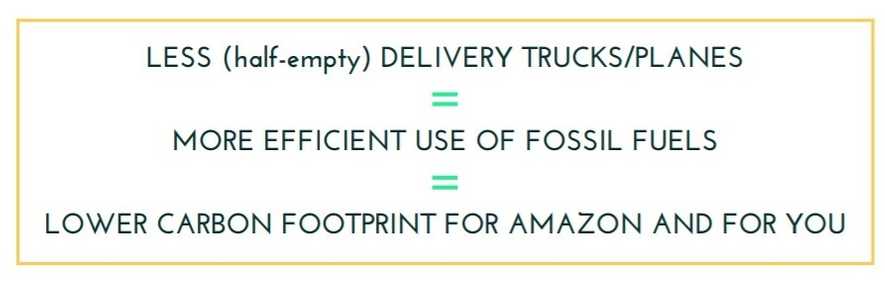 LESS (half-empty) DELIVERY TRUCKS/PLANES
=
MORE EFFICIENT USE OF FOSSIL FUELS
=
LOWER CARBON FOOTPRINT FOR AMAZON AND FOR YOU